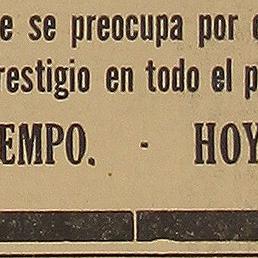 e se preocupa por e
restigio en todo el p
EMPO. - HOY